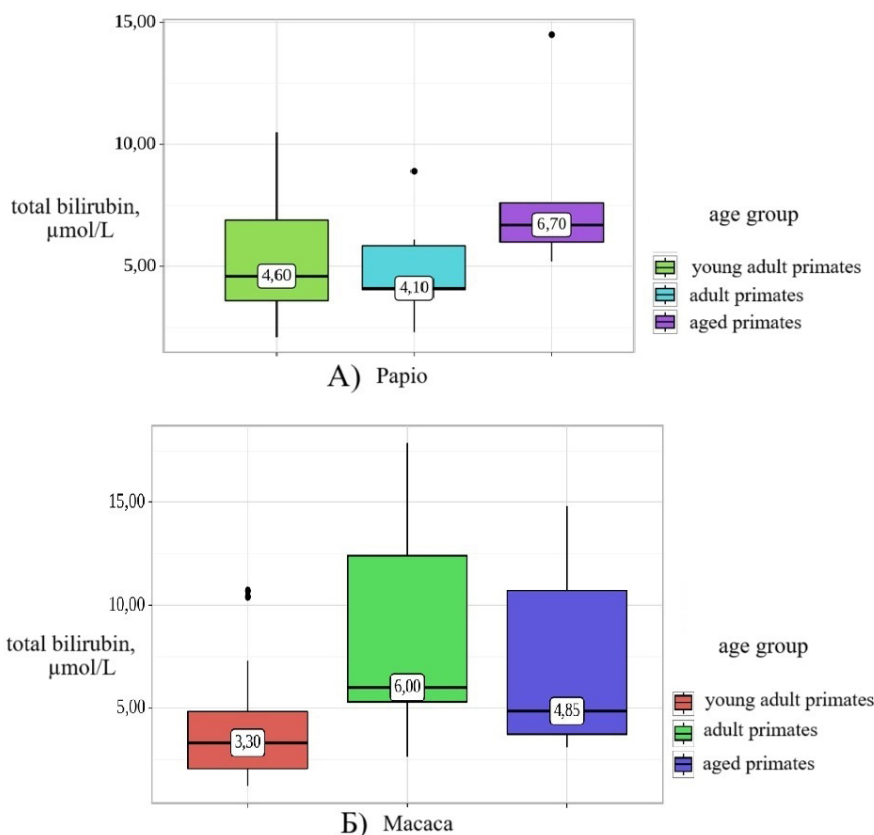 15,00
10,00
5,00
total bilirubin,
µmol/L
4,60
4,10
6,70
age group
young adult primates
adult primates
aged primates
А) Papio
15,00
10,00
5,00
total bilirubin,
µmol/L
3,30
6,00
4,85
age group
young adult primates
adult primates
aged primates
Б) Macaca